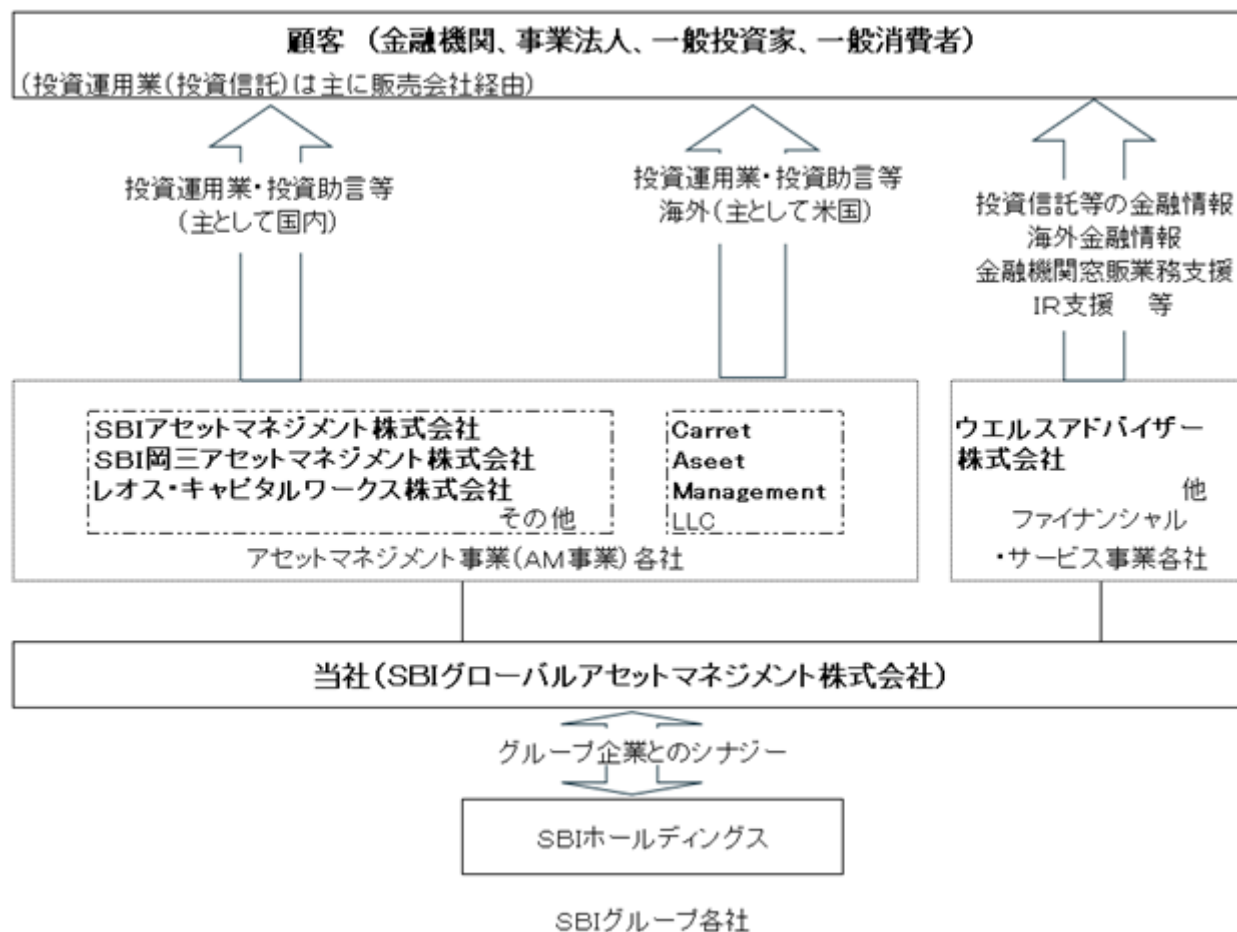 顧客 (金融機関、事業法人、一般投資家、一般消費者)
(投資運用業(投資信託)は主に販売会社経由)
投資運用業・投資助言等
(主として国内)
投資運用業・投資助言等
海外(主として米国)
投資信託等の金融情報
海外金融情報
金融機関窓販業務支援
IR支援 等
SBIアセットマネジメント株式会社
SBI岡三アセットマネジメント株式会社
レオス・キャピタルワークス株式会社
その他
Carret
Aseet
Management
LLC
アセットマネジメント事業(AM事業)各社
ウエルスアドバイザー
株式会社
他
ファイナンシャル
・サービス事業各社
当社(SBIグローバルアセットマネジメント株式会社)
グループ企業とのシナジー
SBIホールディングス
SBIグループ各社